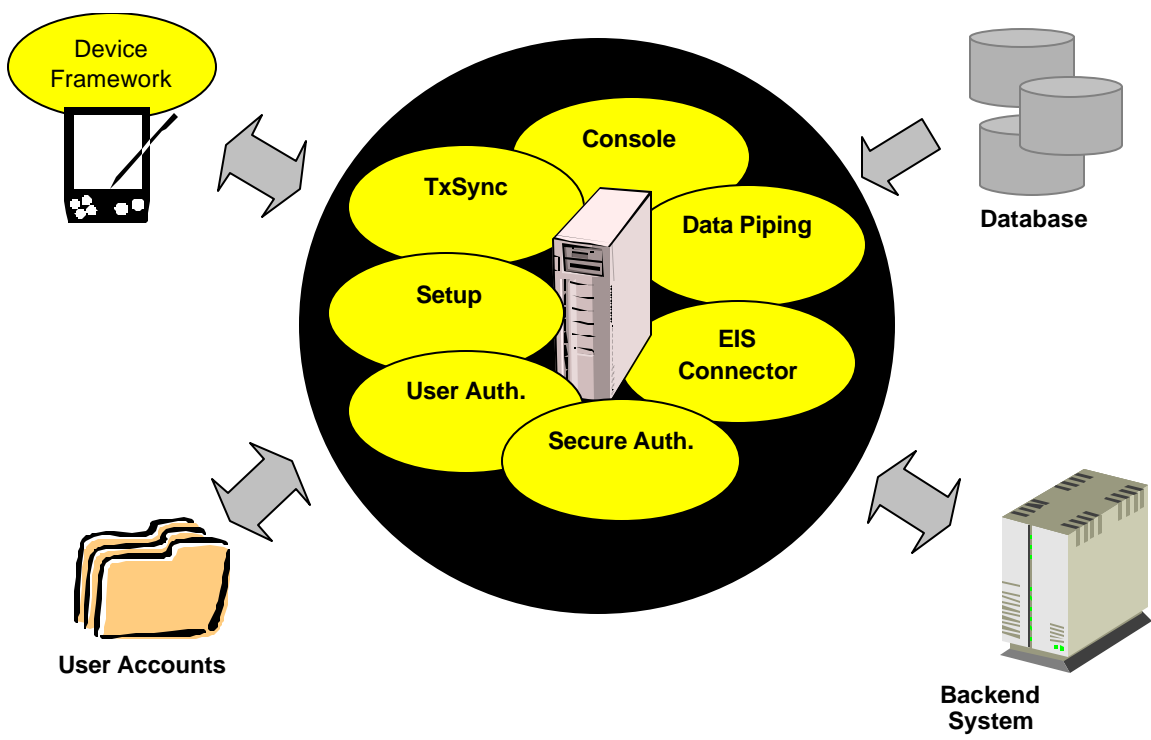 Device
Framework
Console
TxSync
Data Piping
Database
Setup
EIS
Connector
User Auth.
Secure Auth.
User Accounts
Backend
System